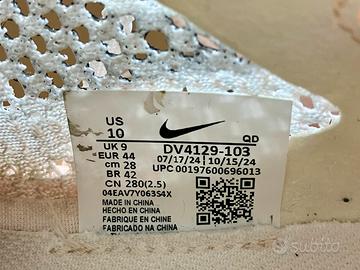 US
10
UK 9
EUR 44
cm 28
BR 42
CN 280(2.5)
04EAV7Y063S4X
MADE IN CHINA
HECHO EN CHINA
FABRIQUE EN CHINE
FABRICADO NA CHINA
QD
DV4129-103
07/17/24 10/15/24
UPC 00197600696013
subito